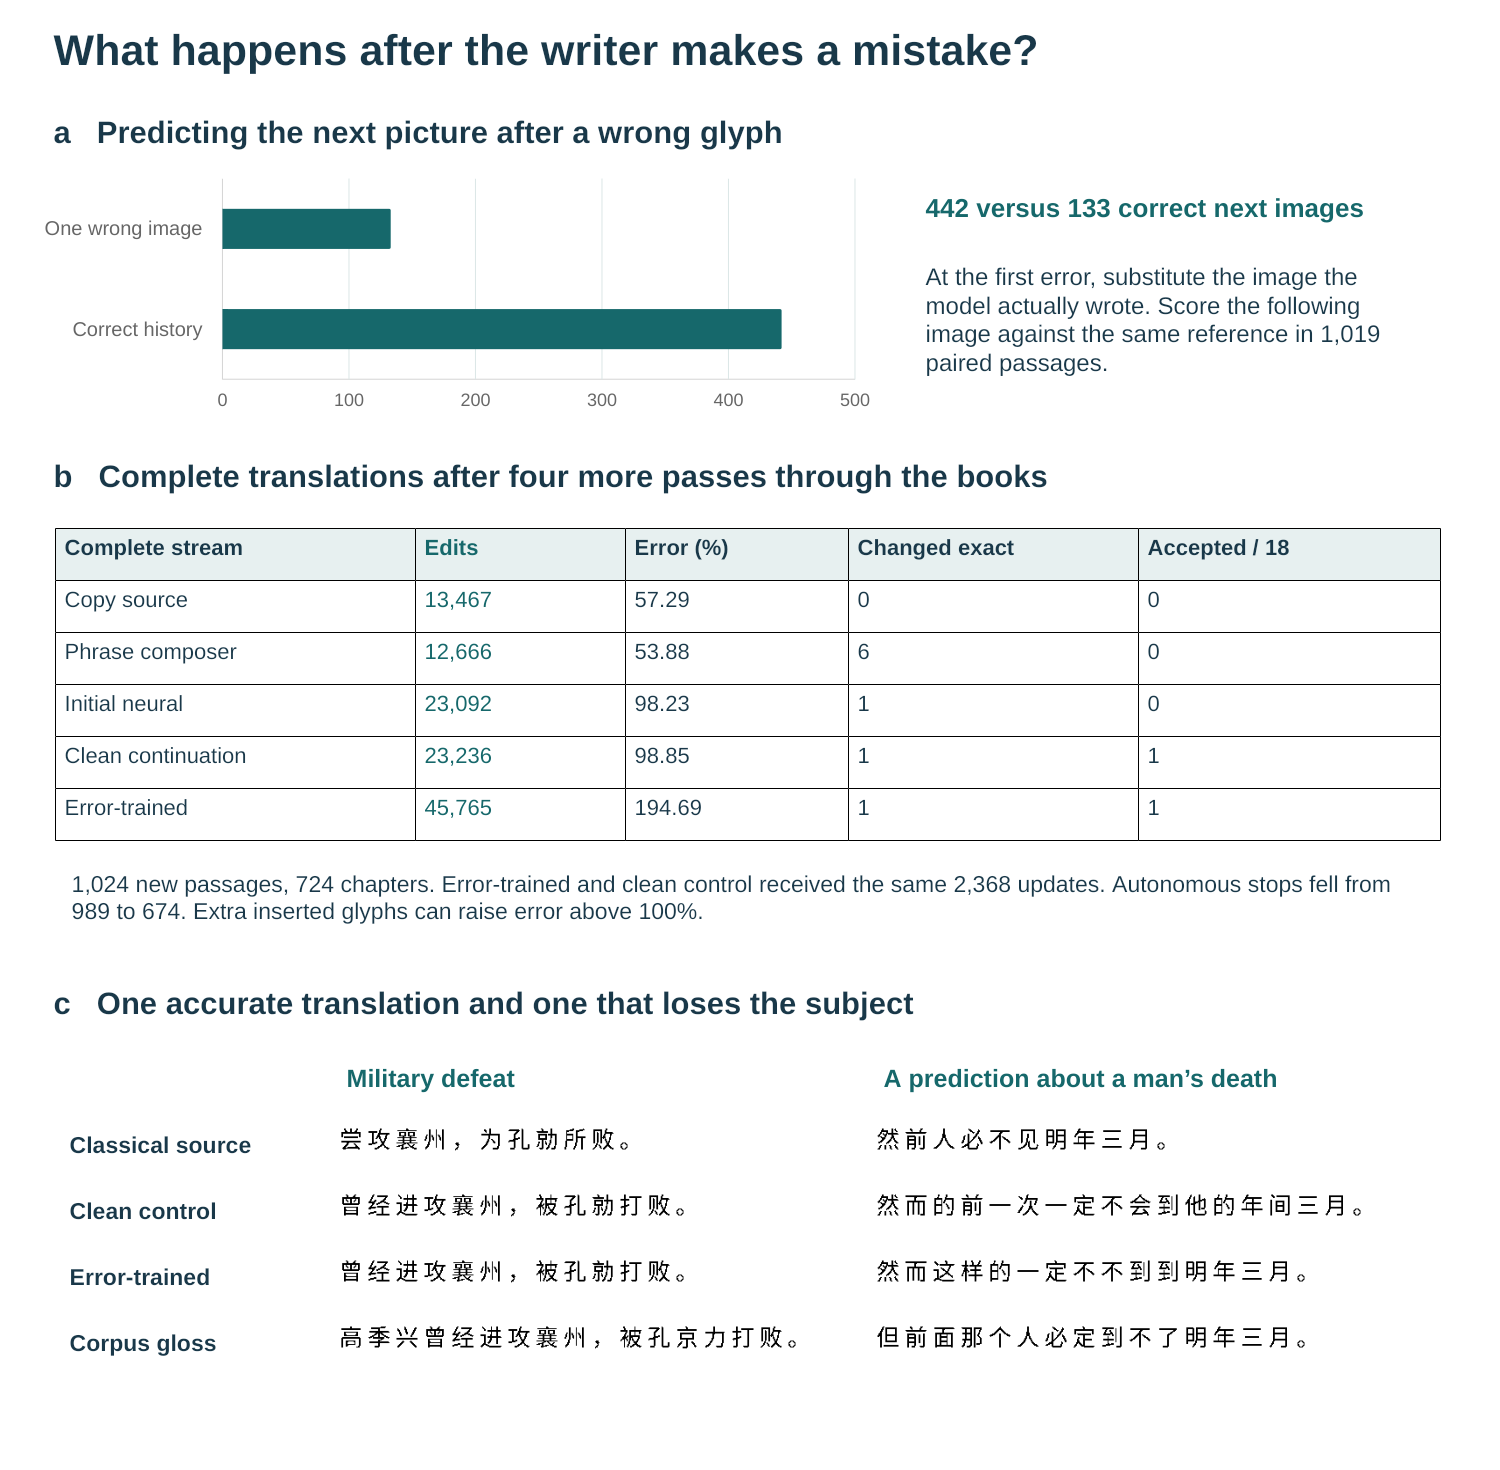 What happens after the writer makes a mistake?
a Predicting the next picture after a wrong glyph
One wrong image
Correct history
0 100 200 300 400 500
442 versus 133 correct next images
At the first error, substitute the image the
model actually wrote. Score the following
image against the same reference in 1,019
paired passages.
b Complete translations after four more passes through the books
Complete stream Edits Error (%) Changed exact Accepted / 18
Copy source 13,467 57.29 0 0
Phrase composer 12,666 53.88 6 0
Initial neural 23,092 98.23 1 0
Clean continuation 23,236 98.85 1 1
Error-trained 45,765 194.69 1 1
1,024 new passages, 724 chapters. Error-trained and clean control received the same 2,368 updates. Autonomous stops fell from
989 to 674. Extra inserted glyphs can raise error above 100%.
c One accurate translation and one that loses the subject
Military defeat A prediction about a man’s death
Classical source 尝攻襄州，为孔勍所败。 然前人必不见明年三月。
Clean control 曾经进攻襄州，被孔勍打败。 然而的前一次一定不会到他的年间三月。
Error-trained 曾经进攻襄州，被孔勍打败。 然而这样的一定不不到到明年三月。
Corpus gloss 高季兴曾经进攻襄州，被孔京力打败。 但前面那个人必定到不了明年三月。